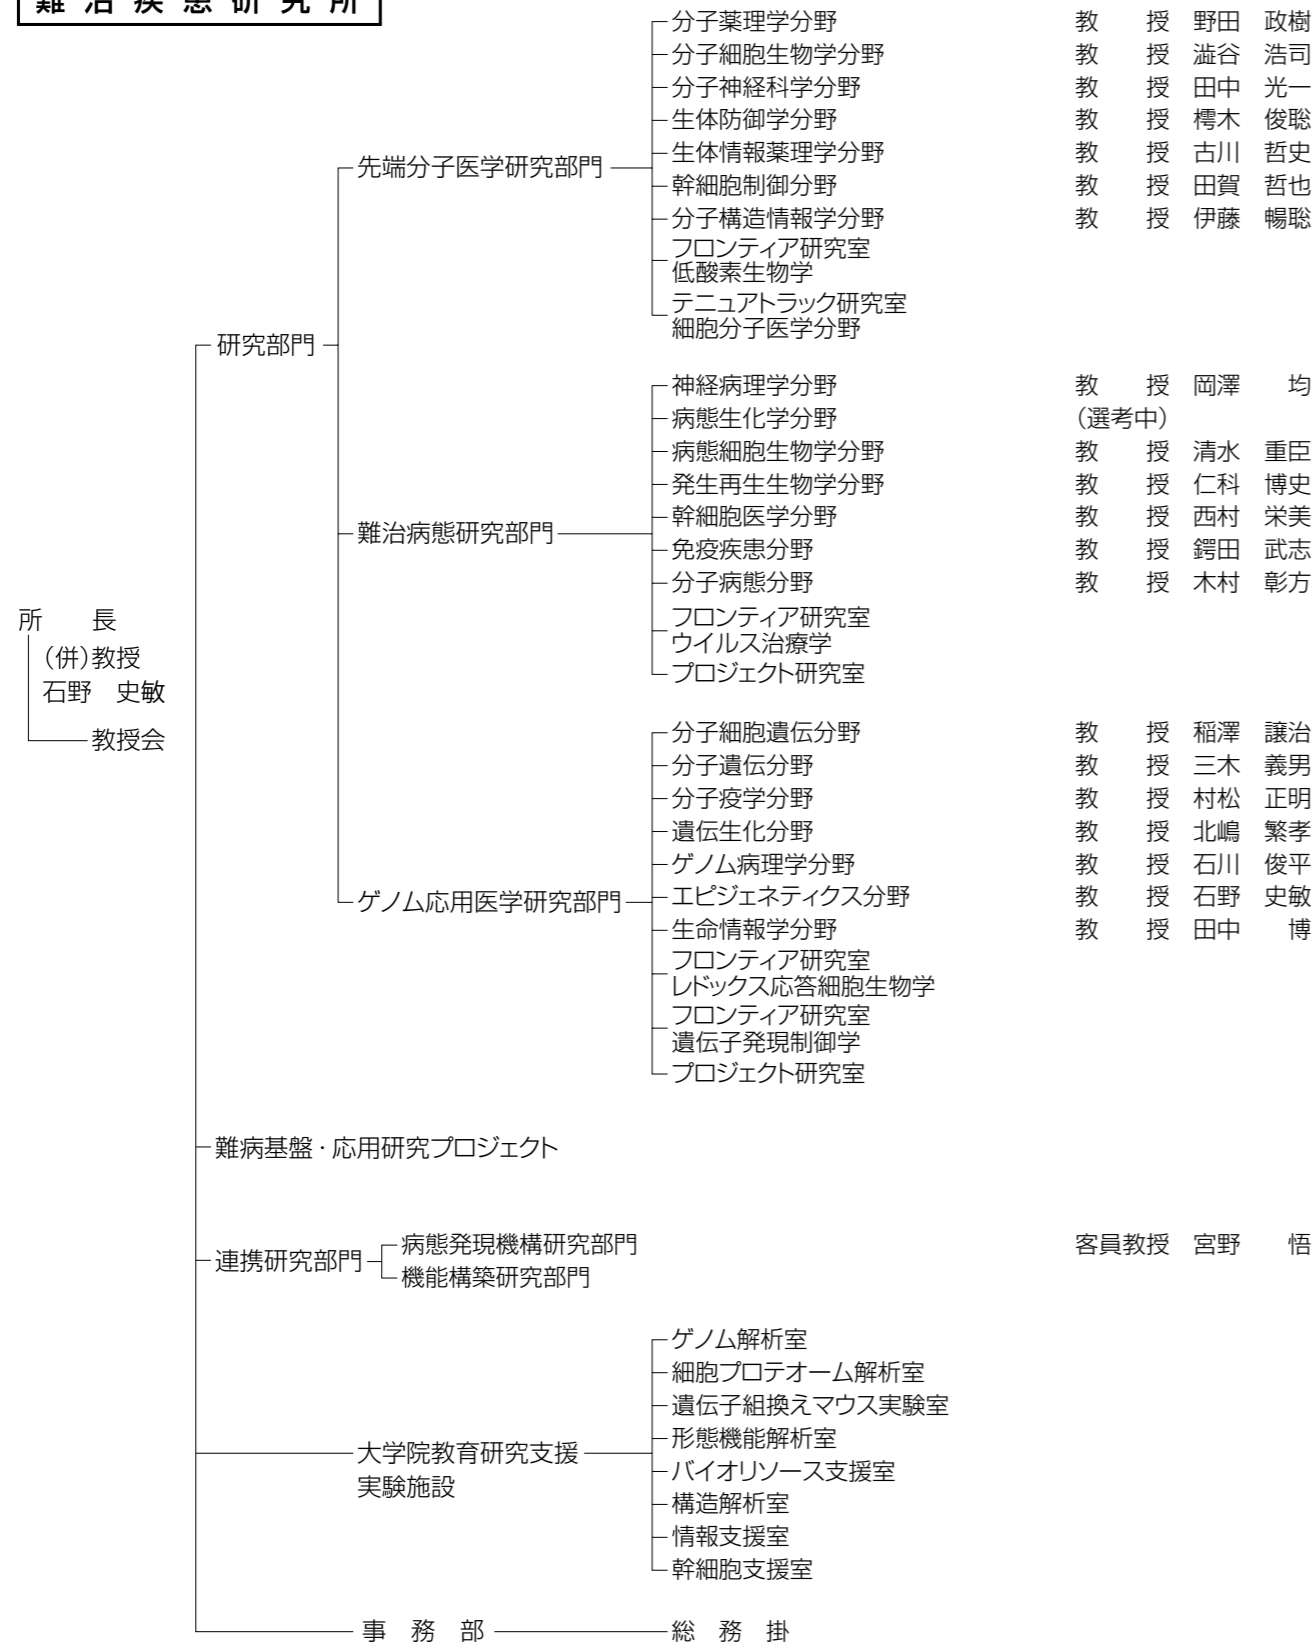 難治疾患研究所
分子薬理学分野 教授 野田 政樹
分子細胞生物学分野 教授 澁谷 浩司
分子神経科学分野 教授 田中 光一
生体防御学分野 教授 樗木 俊聡
先端分子医学研究部門 生体情報薬理学分野 教授 古川 哲史
幹細胞制御分野 教授 田賀 哲也
分子構造情報学分野 教授 伊藤 暢聡
フロンティア研究室
低酸素生物学
テニュアトラック研究室
細胞分子医学分野
研究部門
神経病理学分野 教授 岡澤 均
病態生化学分野 (選考中)
病態細胞生物学分野 教授 清水 重臣
発生再生生物学分野 教授 仁科 博史
幹細胞医学分野 教授 西村 栄美
難治病態研究部門 免疫疾患分野 教授 鍔田 武志
分子病態分野 教授 木村 彰方
フロンティア研究室
ウイルス治療学
プロジェクト研究室
所長
(併)教授
石野 史敏
教授会
分子細胞遺伝分野 教授 稲澤 譲治
分子遺伝分野 教授 三木 義男
分子疫学分野 教授 村松 正明
遺伝生化分野 教授 北嶋 繁孝
ゲノム病理学分野 教授 石川 俊平
ゲノム応用医学研究部門 エピジェネティクス分野 教授 石野 史敏
生命情報学分野 教授 田中 博
フロンティア研究室
レドックス応答細胞生物学
フロンティア研究室
遺伝子発現制御学
プロジェクト研究室
難病基盤・応用研究プロジェクト
連携研究部門 病態発現機構研究部門 客員教授 宮野 悟
機能構築研究部門
ゲノム解析室
細胞プロテオーム解析室
遺伝子組換えマウス実験室
形態機能解析室
大学院教育研究支援
実験施設
バイオリソース支援室
構造解析室
情報支援室
幹細胞支援室
事務部 総務掛